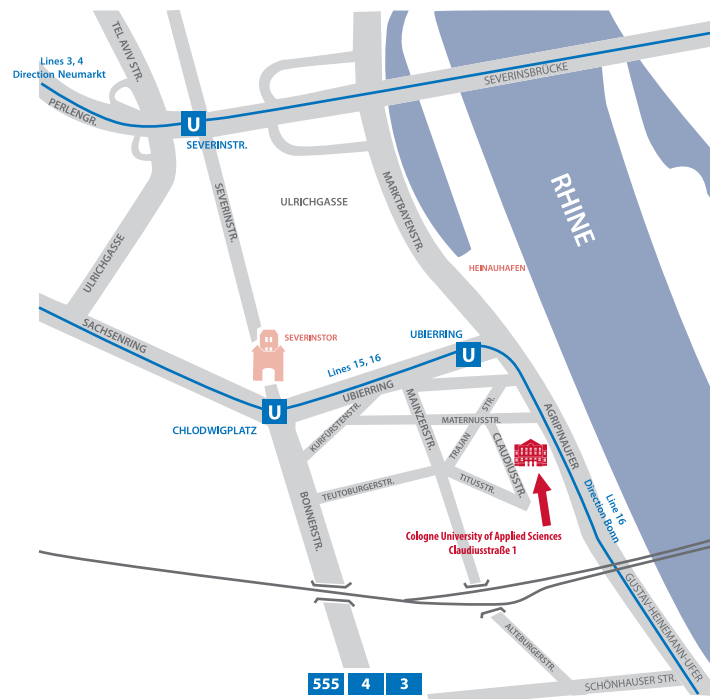 TEL AVIV STR.
Lines 3, 4
Direction Neumarkt
PERLENGR.
U
SEVERINSTR.
SEVERINSBRÜCKE
SEVERINSTR.
ULRICHGASSE
MARKTBAYENSTR.
RHINE
ULRICHGASSE
HEINAUHAFEN
SACHSENRING
SEVERINSTOR
UBIERRING
U
Lines 15, 16
UBIERRING
U
CHLODWIGPLATZ
KURFÜRSTENSTR.
MAINZERSTR.
STR.
TRAJAN
MATERNUSSTR.
CLAUDIUSSTR.
AGRIPINAUFER
TEUTOBURGERSTR.
TITUSSTR.
BONNERSTR.
Line 16
Direction Bonn
Cologne University of Applied Sciences
Claudiusstraße 1
GUSTAV-HEINEMANN-UFER
ALTEBURGERSTR.
SCHÖNHAUSER STR.
555 4 3